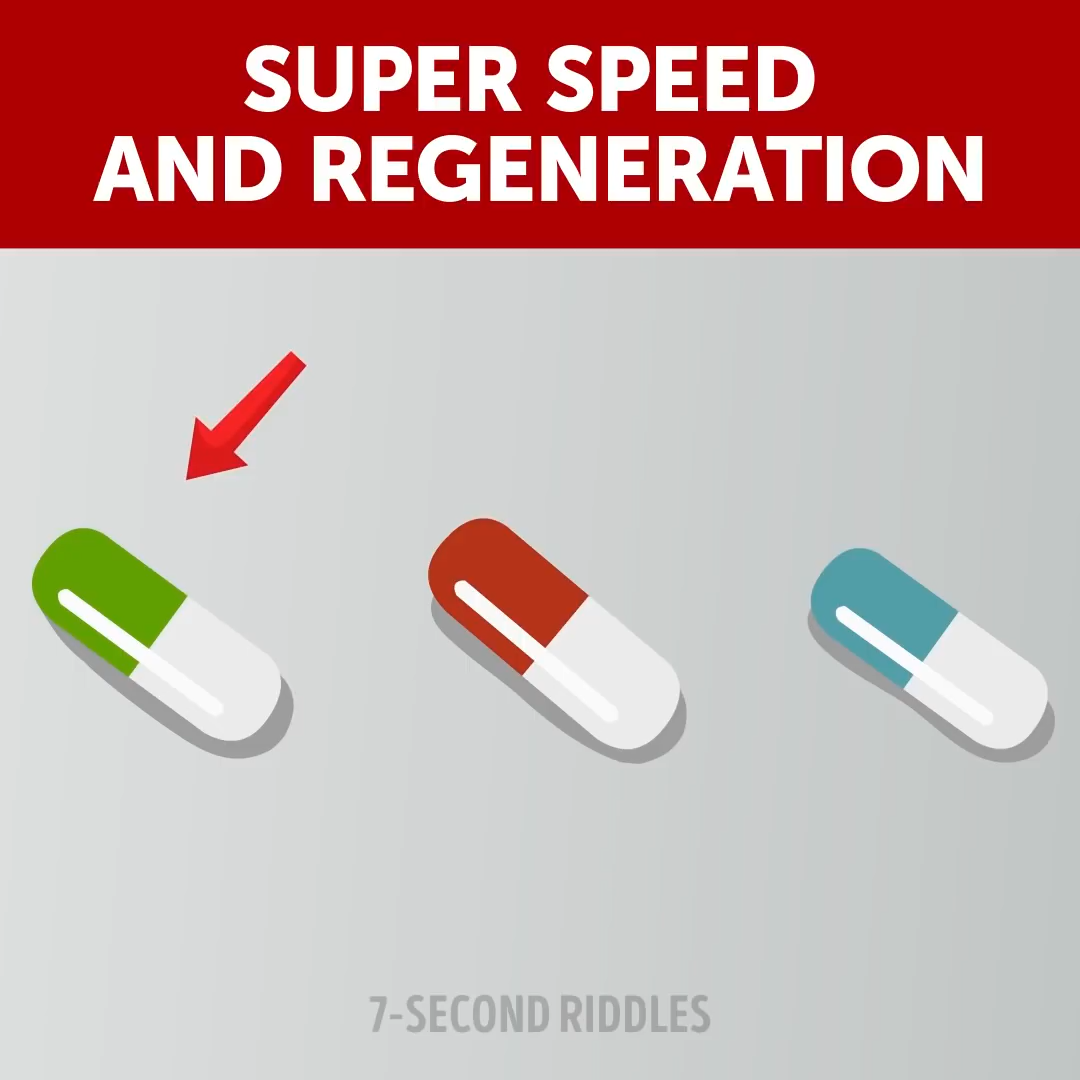 SUPER SPEED
AND REGENERATION
7-SECOND RIDDLES